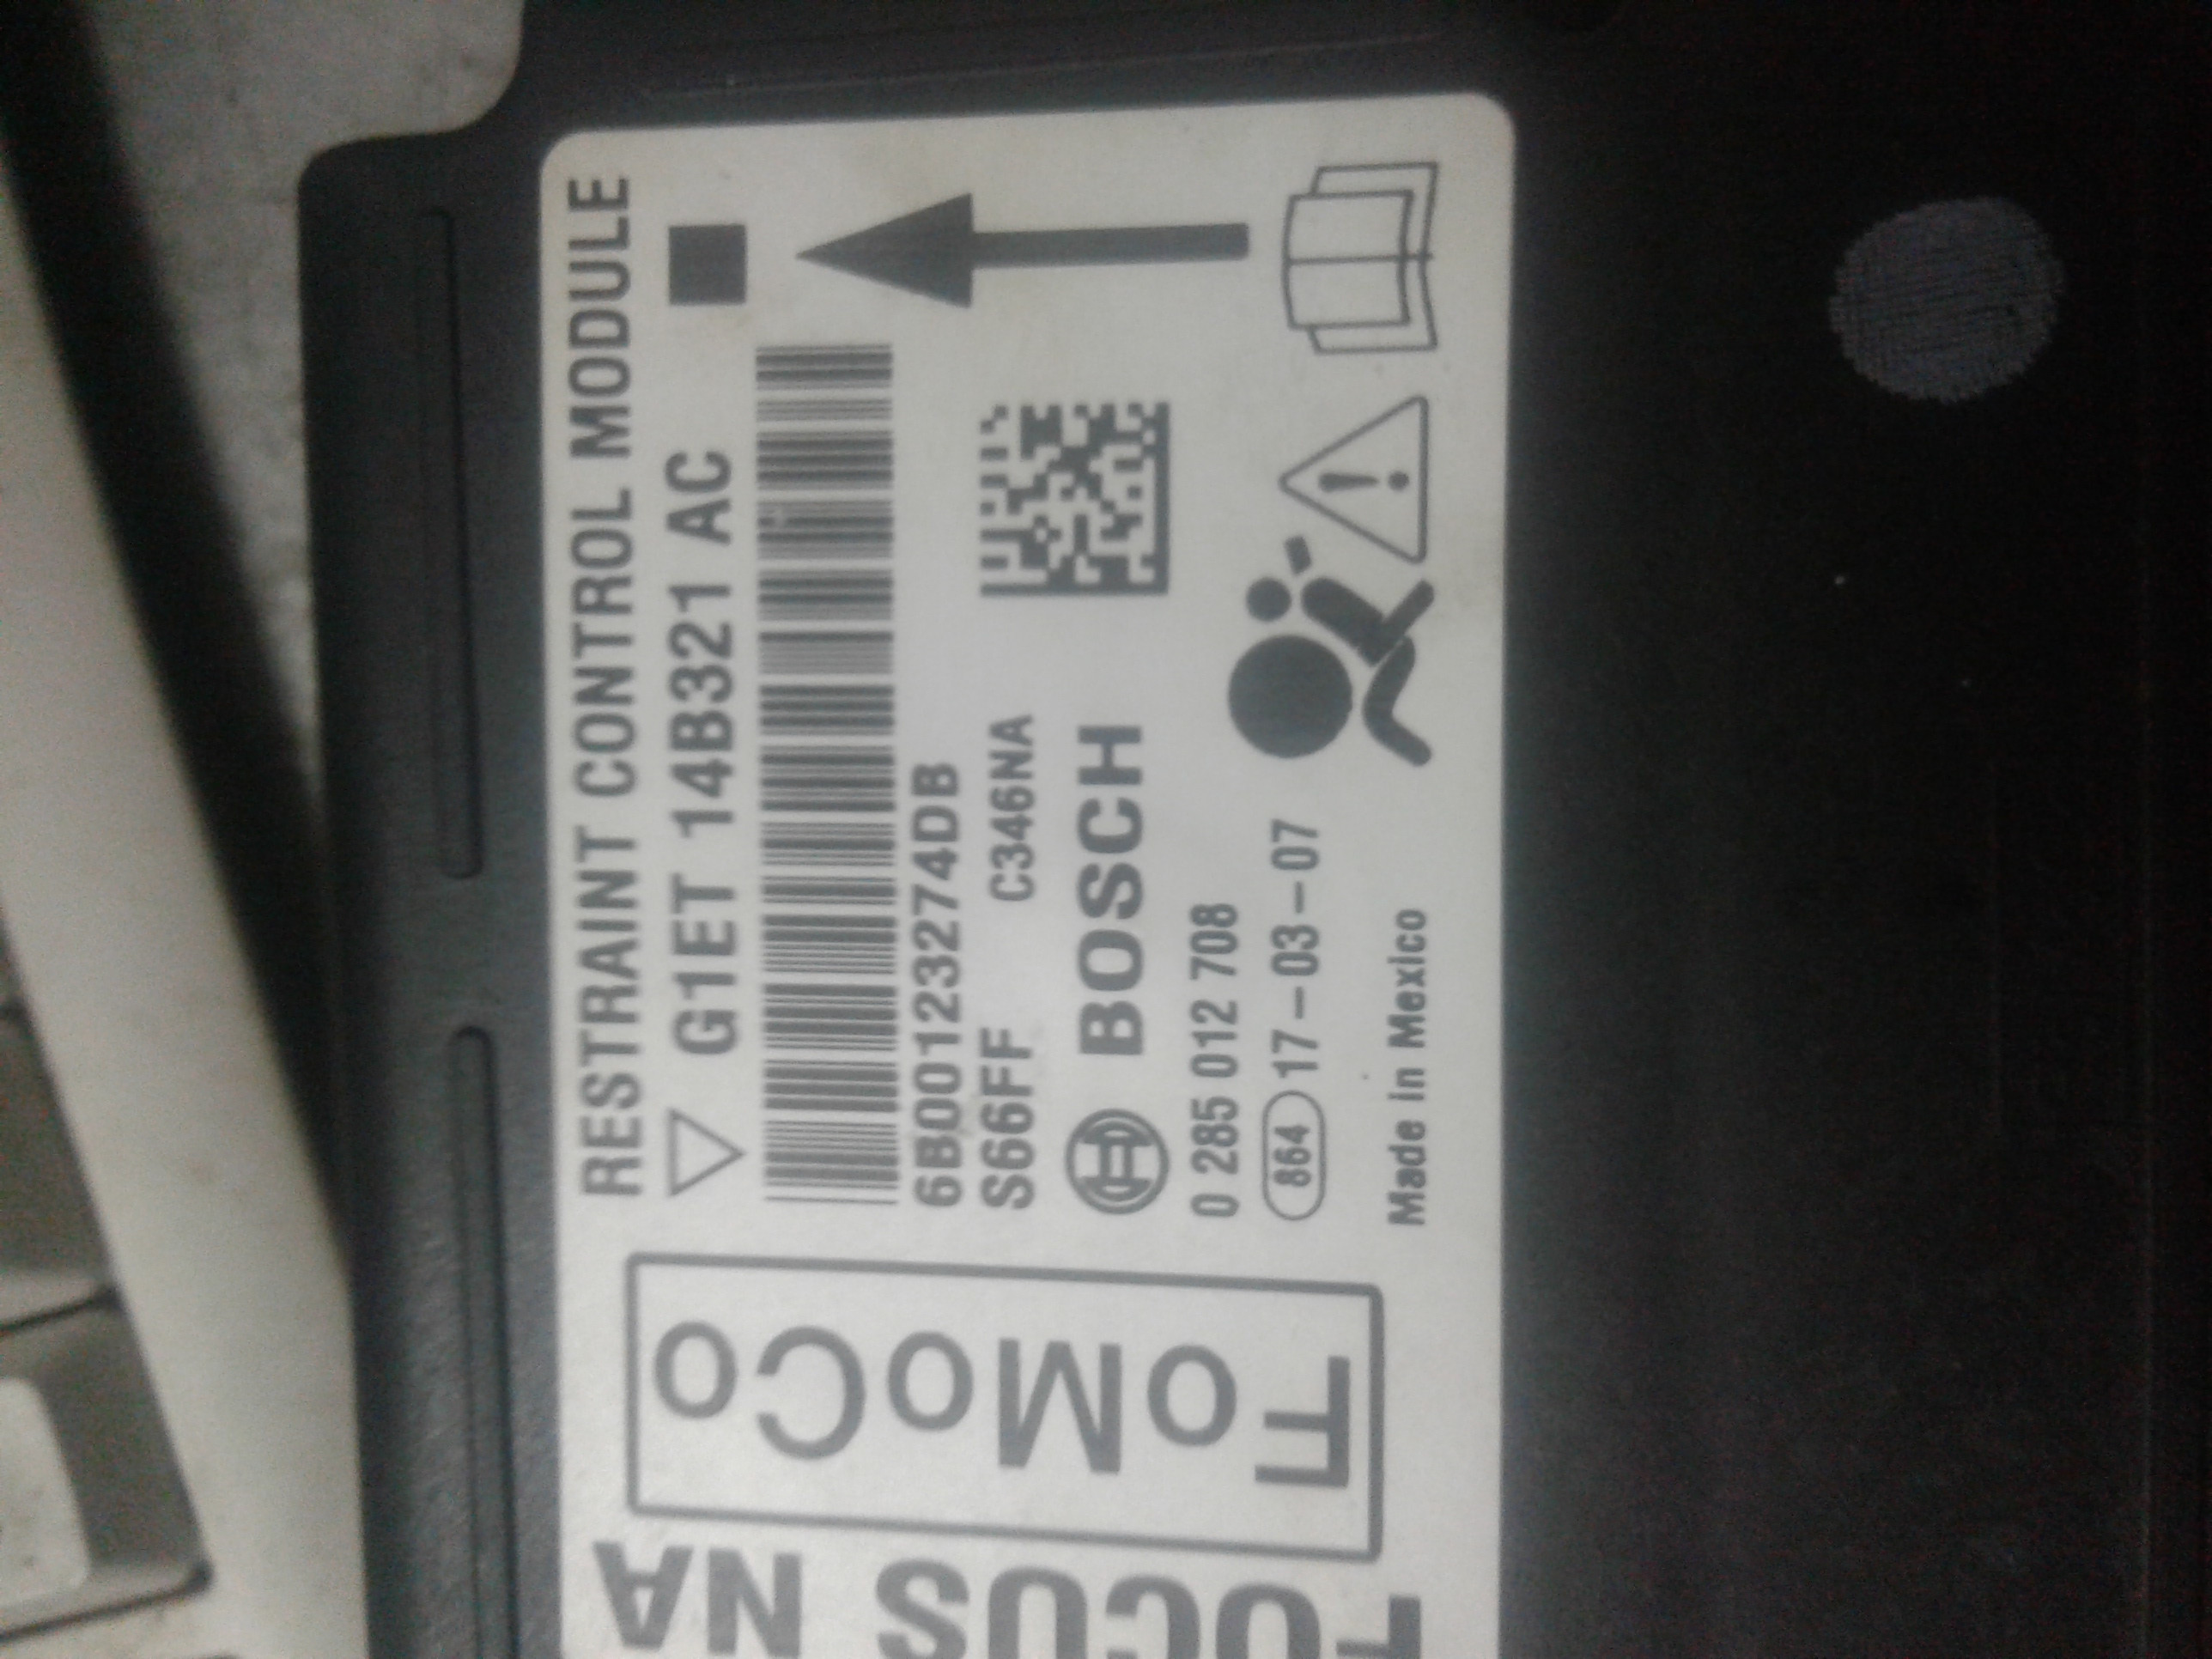 RESTRAINT CONTROL MODULE
G1ET 14B321 AC
6B00123274DB
S66FF C346NA
BOSCH
0 285 012 708
864 17-03-07
Made in Mexico
FoMoCo
FOCUS NA